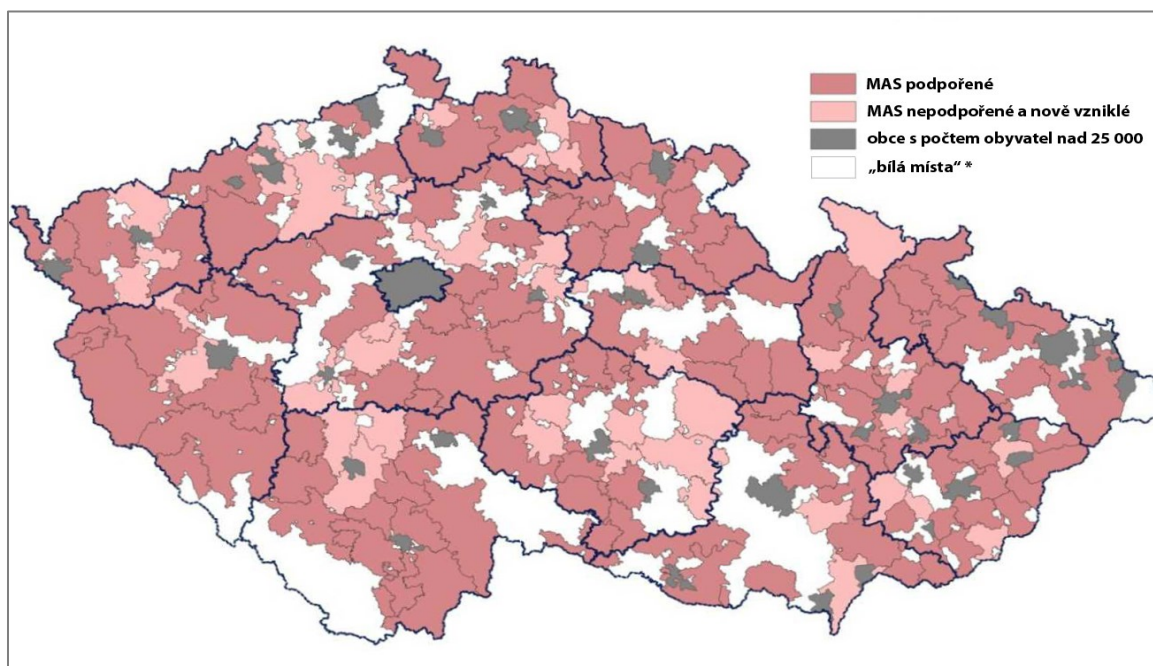 MAS podpořené
MAS nepodpořené a nově vzniklé
obce s počtem obyvatel nad 25 000
„bílá místa“ *